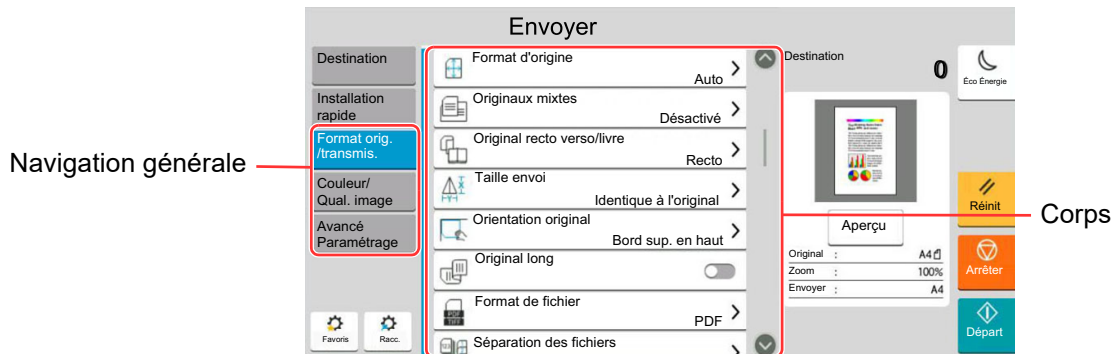 Envoyer
Navigation générale
Destination
Installation
rapide
Format orig.
/transmis.
Couleur/
Qual. image
Avancé
Paramétrage
Favoris
Racc.
Format d'origine
Auto
Originaux mixtes
Désactivé
Original recto verso/livre
Recto
Taille envoi
Identique à l'original
Orientation original
Bord sup. en haut
Original long
Format de fichier
PDF
TIFF
PDF
Séparation des fichiers
Destination
0
Aperçu
Original : A4
Zoom : 100%
Envoyer : A4
Éco Énergie
Réinit
Arrêter
Départ
Corps